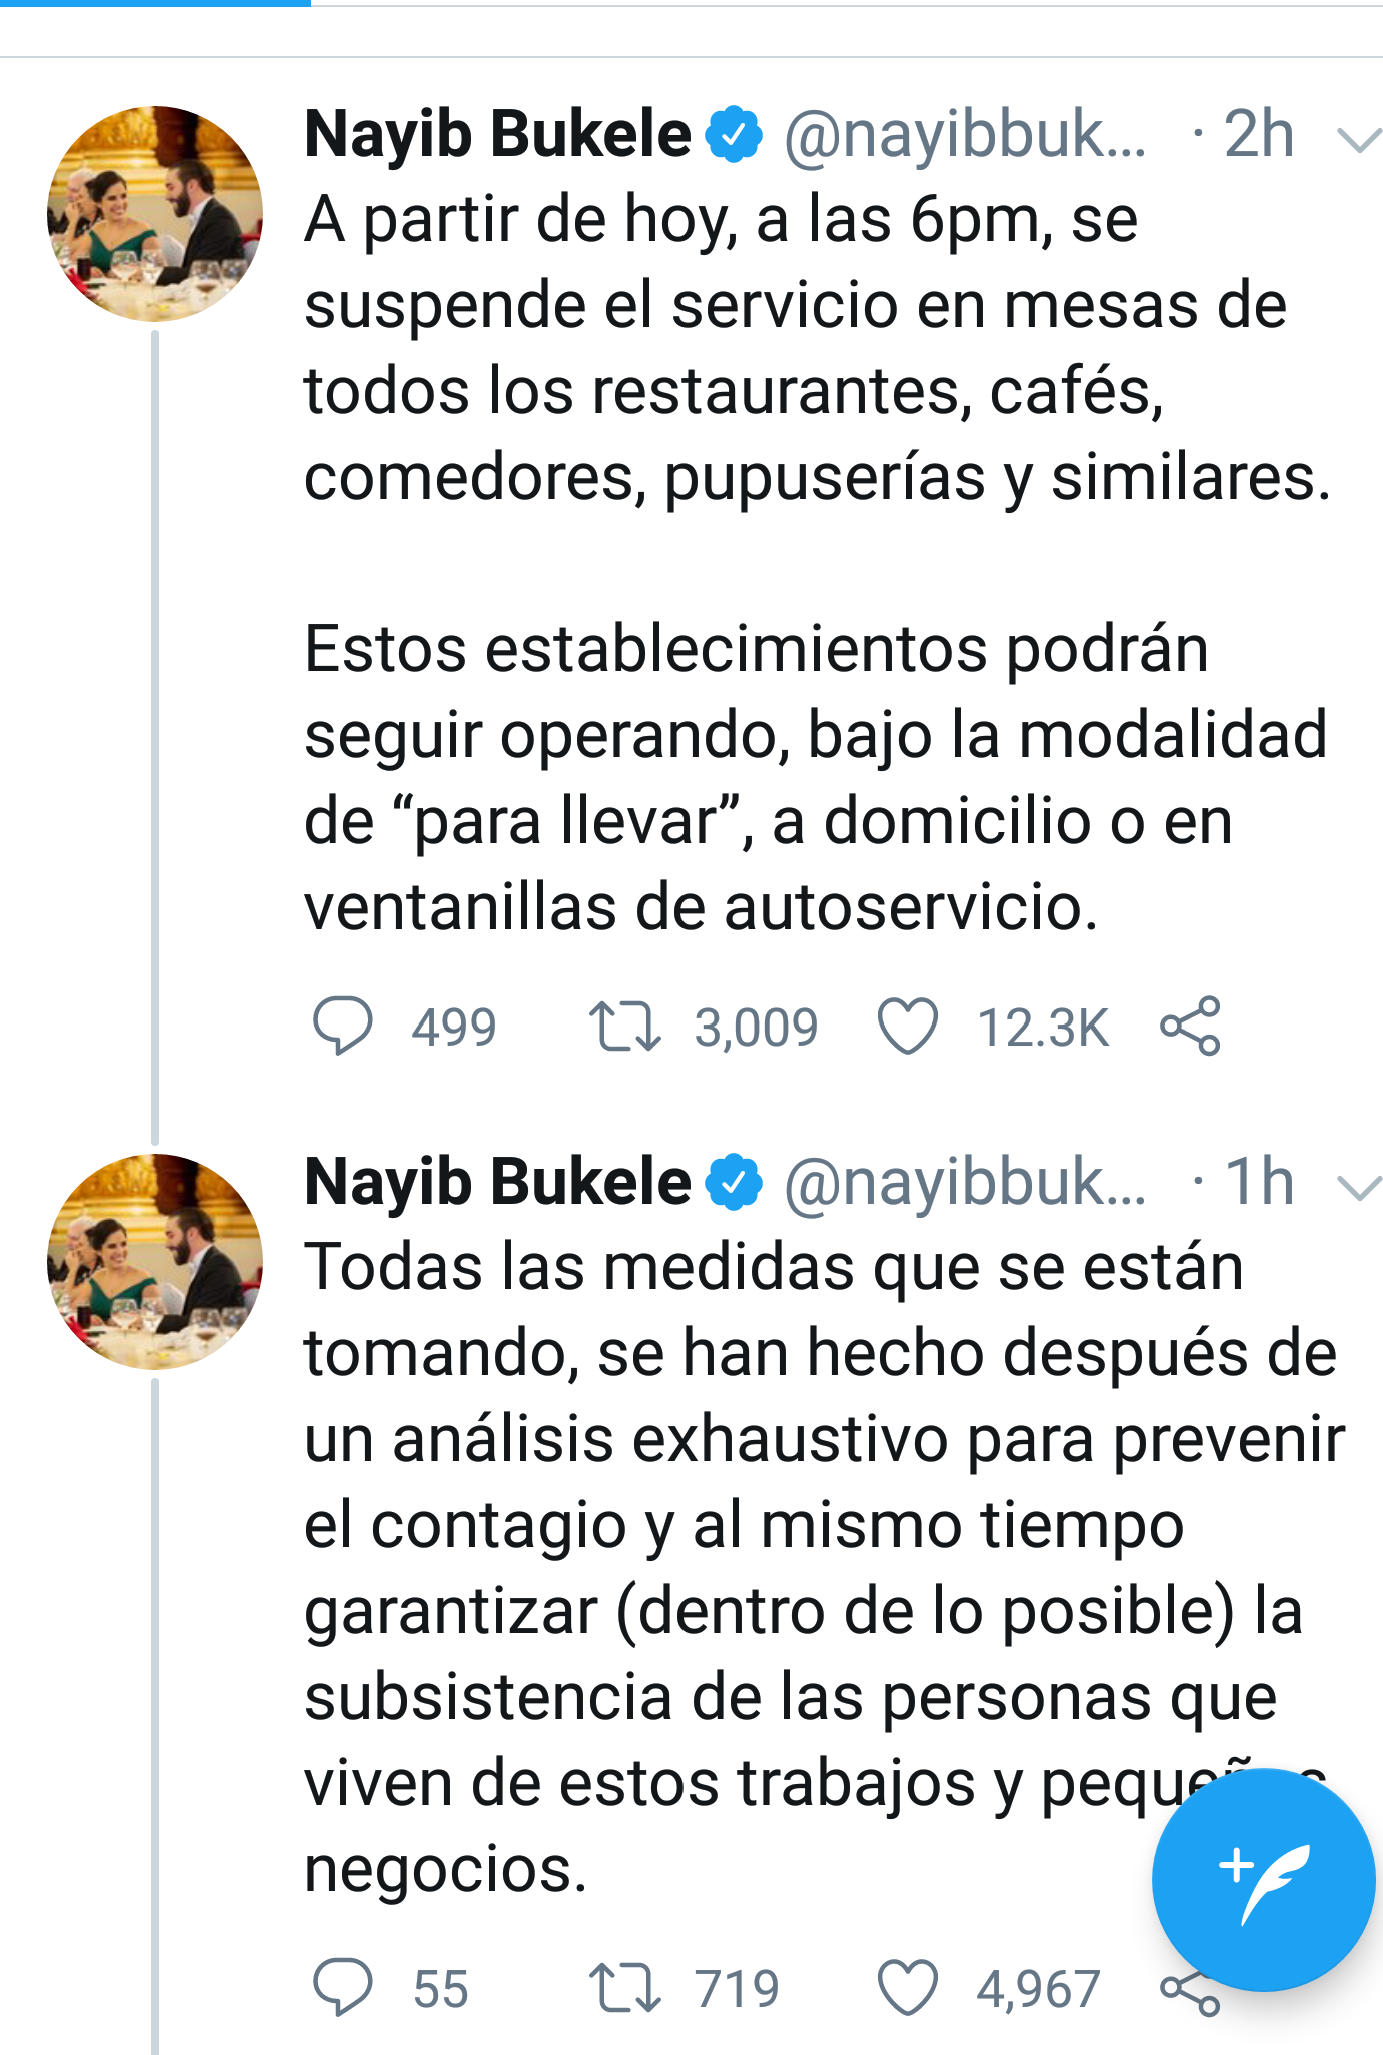 Nayib Bukele @nayibbuk... · 2h
A partir de hoy, a las 6pm, se
suspende el servicio en mesas de
todos los restaurantes, cafés,
comedores, pupuserías y similares.
Estos establecimientos podrán
seguir operando, bajo la modalidad
de “para llevar”, a domicilio o en
ventanillas de autoservicio.
499 3,009 12.3K
Nayib Bukele @nayibbuk... · 1h
Todas las medidas que se están
tomando, se han hecho después de
un análisis exhaustivo para prevenir
el contagio y al mismo tiempo
garantizar (dentro de lo posible) la
subsistencia de las personas que
viven de estos trabajos y
negocios.
55 719 4,967